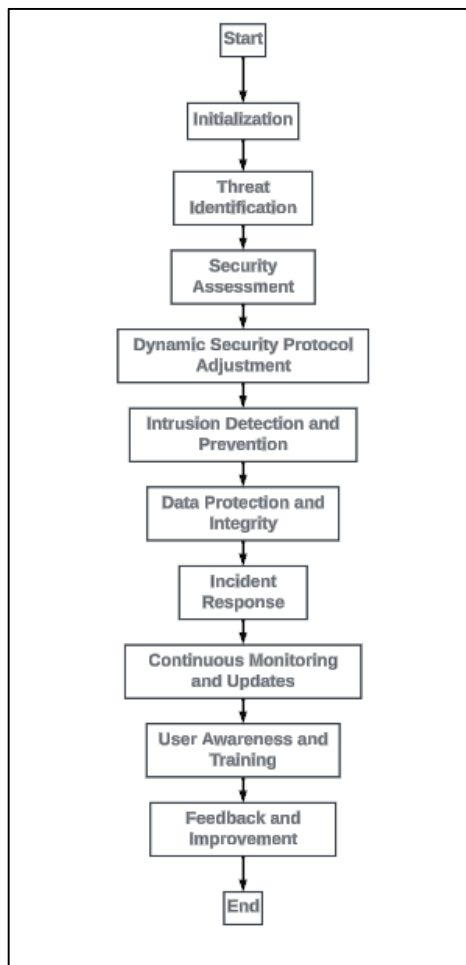 Start
Initialization
Threat
Identification
Security
Assessment
Dynamic Security Protocol
Adjustment
Intrusion Detection and
Prevention
Data Protection and
Integrity
Incident
Response
Continuous Monitoring
and Updates
User Awareness and
Training
Feedback and
Improvement
End